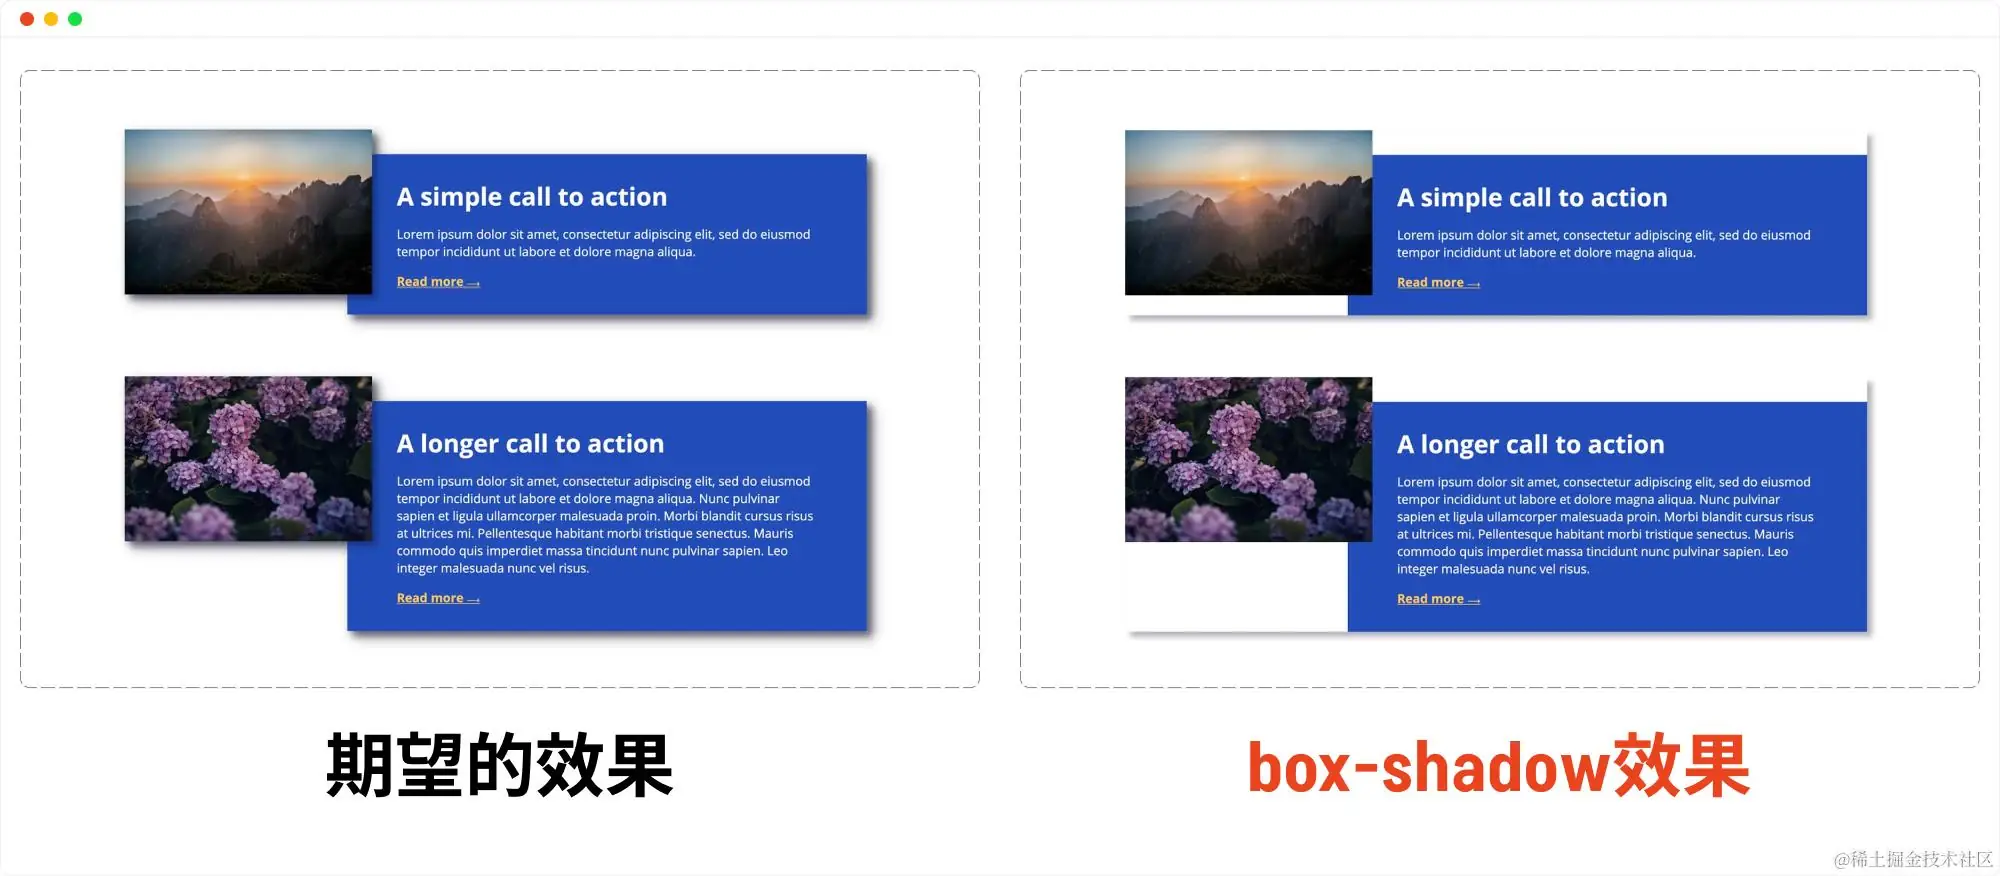 A simple call to action
Lorem ipsum dolor sit amet, consectetur adipiscing elit, sed do eiusmod
tempor incididunt ut labore et dolore magna aliqua.
Read more →
A longer call to action
Lorem ipsum dolor sit amet, consectetur adipiscing elit, sed do eiusmod
tempor incididunt ut labore et dolore magna aliqua. Nunc pulvinar
sapien et ligula ullamcorper malesuada proin. Morbi blandit cursus risus
at ultrices mi. Pellentesque habitant morbi tristique senectus. Mauris
commodo quis imperdiet massa tincidunt nunc pulvinar sapien. Leo
integer malesuada nunc vel risus.
Read more →
期望的效果
A simple call to action
Lorem ipsum dolor sit amet, consectetur adipiscing elit, sed do eiusmod
tempor incididunt ut labore et dolore magna aliqua.
Read more →
A longer call to action
Lorem ipsum dolor sit amet, consectetur adipiscing elit, sed do eiusmod
tempor incididunt ut labore et dolore magna aliqua. Nunc pulvinar
sapien et ligula ullamcorper malesuada proin. Morbi blandit cursus risus
at ultrices mi. Pellentesque habitant morbi tristique senectus. Mauris
commodo quis imperdiet massa tincidunt nunc pulvinar sapien. Leo
integer malesuada nunc vel risus.
Read more →
box-shadow效果
@稀土掘金技术社区